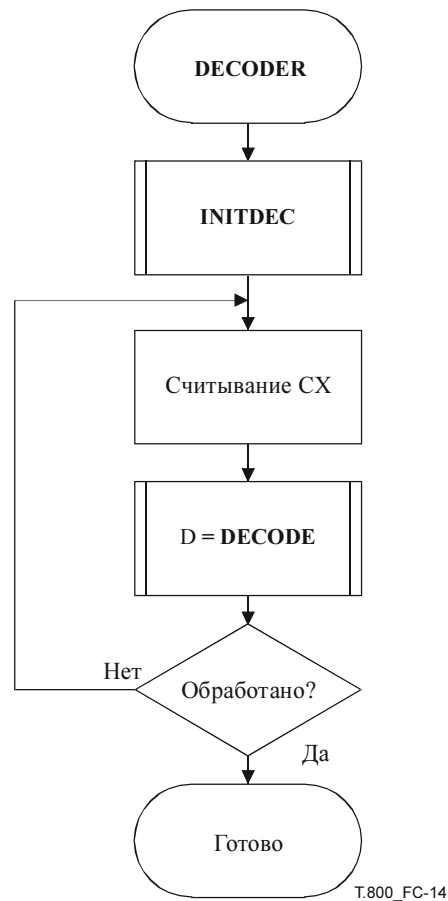 DECODER
INITDEC
Считывание CX
D = DECODE
Нет
Обработано?
Да
Готово
T.800_FC-14